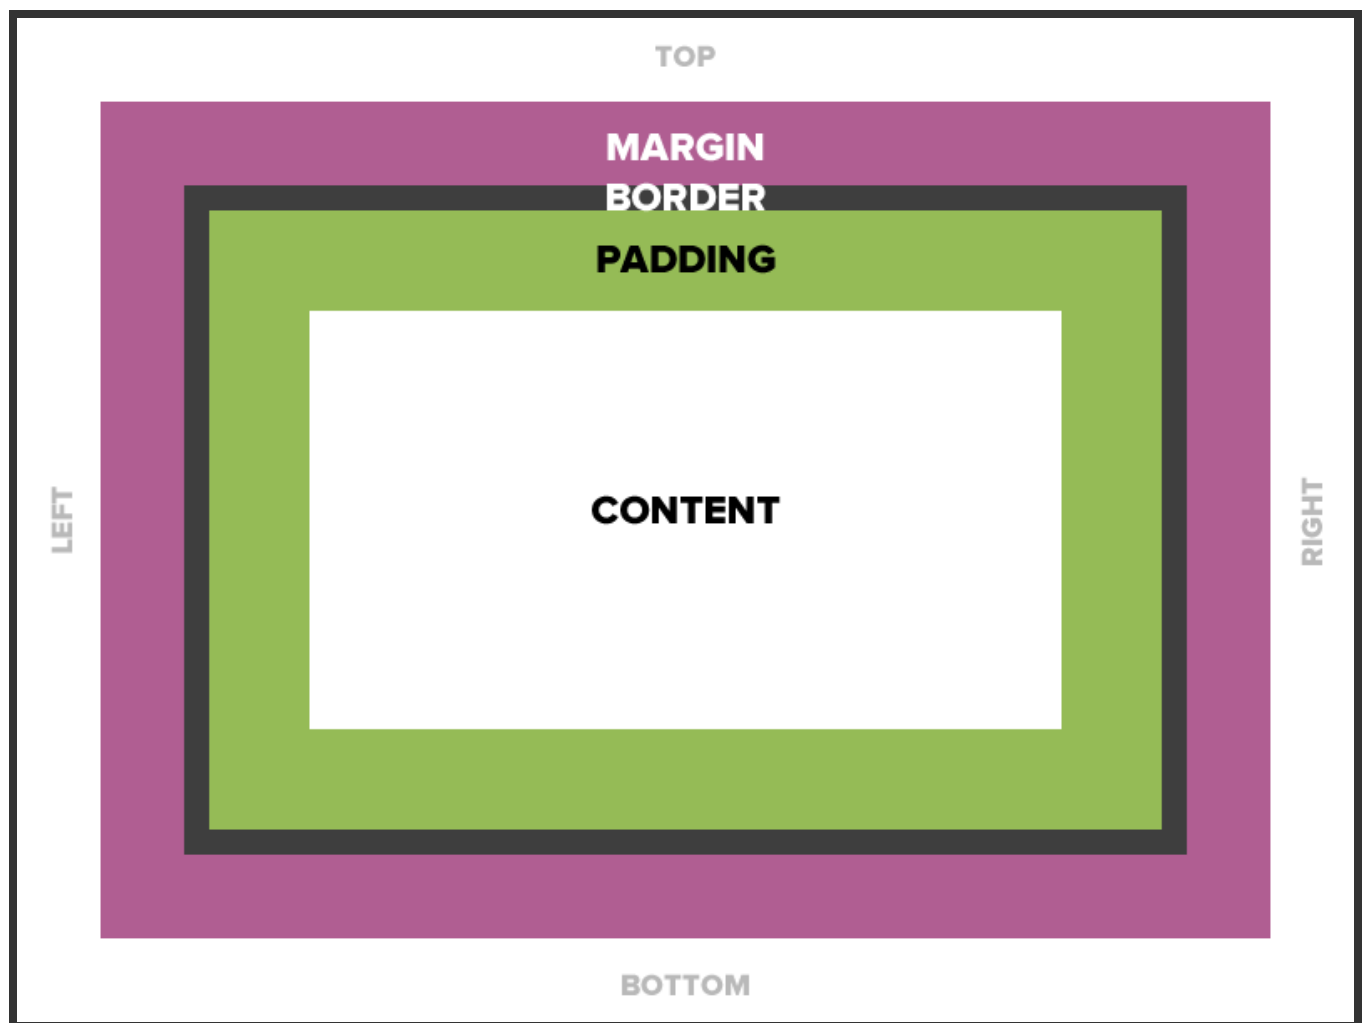 TOP
MARGIN
BORDER
PADDING
LEFT
CONTENT
RIGHT
BOTTOM